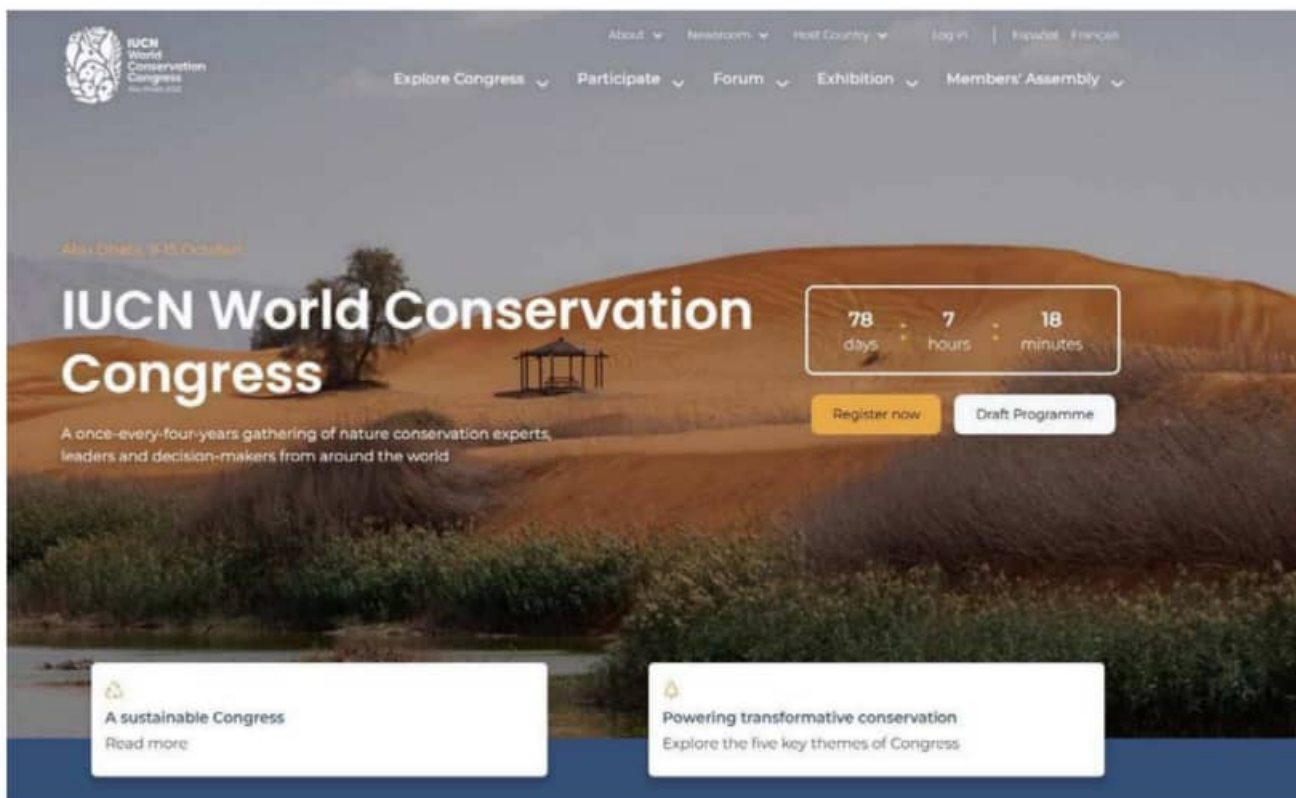 IUCN
World
Conservation
Congress
About
Newsroom
Host Country
Log in
Español
Français
Explore Congress
Participate
Forum
Exhibition
Members' Assembly
Abu Dhabi, 9-15 October
IUCN World Conservation
Congress
78 : 7 : 18
days hours minutes
Register now
Draft Programme
A once-every-four-years gathering of nature conservation experts,
leaders and decision-makers from around the world
A sustainable Congress
Read more
Powering transformative conservation
Explore the five key themes of Congress